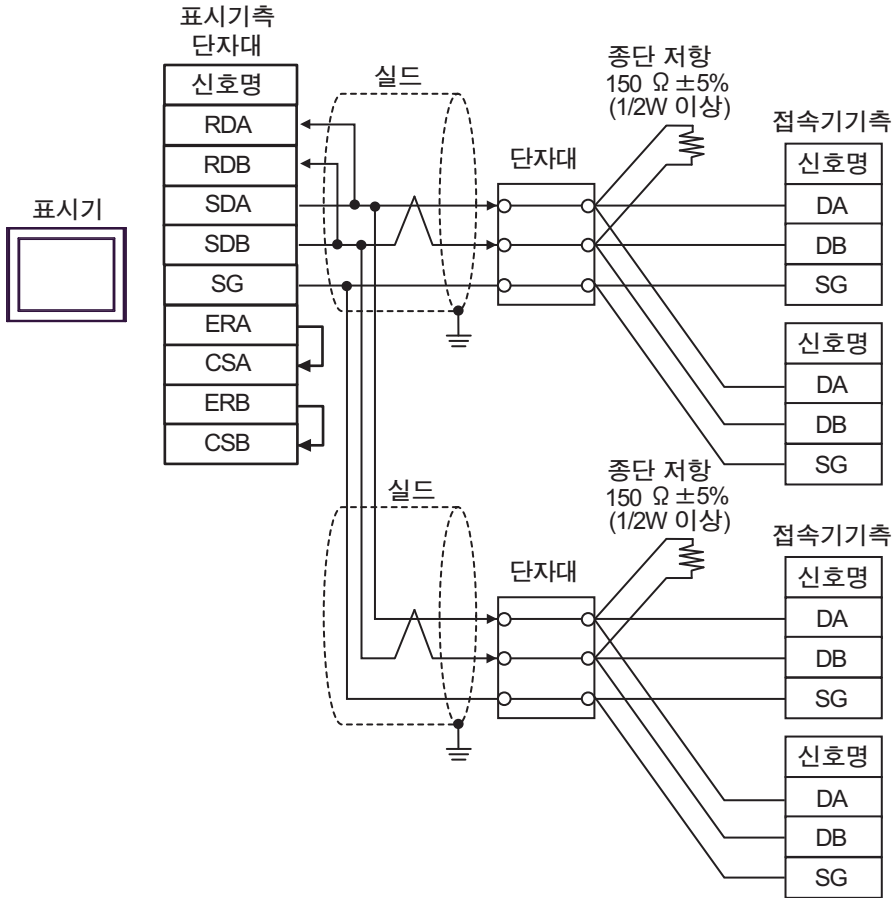 표시기
표시기측
단자대
신호명
RDA
RDB
SDA
SDB
SG
ERA
CSA
ERB
CSB
실드
단자대
종단 저항
150 Ω ±5%
(1/2W 이상)
접속기기측
신호명
DA
DB
SG
신호명
DA
DB
SG
실드
단자대
종단 저항
150 Ω ±5%
(1/2W 이상)
접속기기측
신호명
DA
DB
SG
신호명
DA
DB
SG